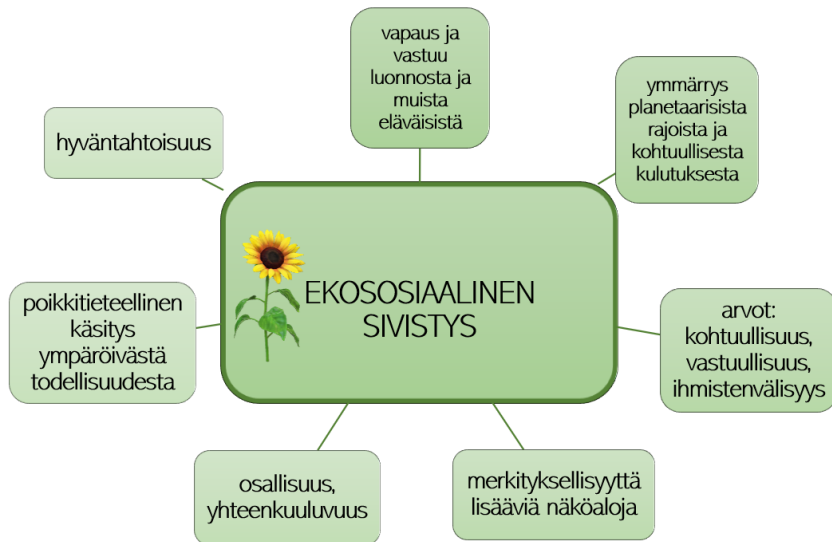 vapaus ja
vastuu
luonnosta ja
muista
eläväisistä
ymmärrys
planetaarisista
rajoista ja
kohtuullisesta
kulutuksesta
hyväntahtoisuus
EKOSOSIAALINEN
SIVISTYS
poikkitieteellinen
käsitys
ympäröivästä
todellisuudesta
arvot:
kohtuullisuus,
vastuullisuus,
ihmistenvälisyys
osallisuus,
yhteenkuuluvuus
merkityksellisyyttä
lisääviä näköaloja